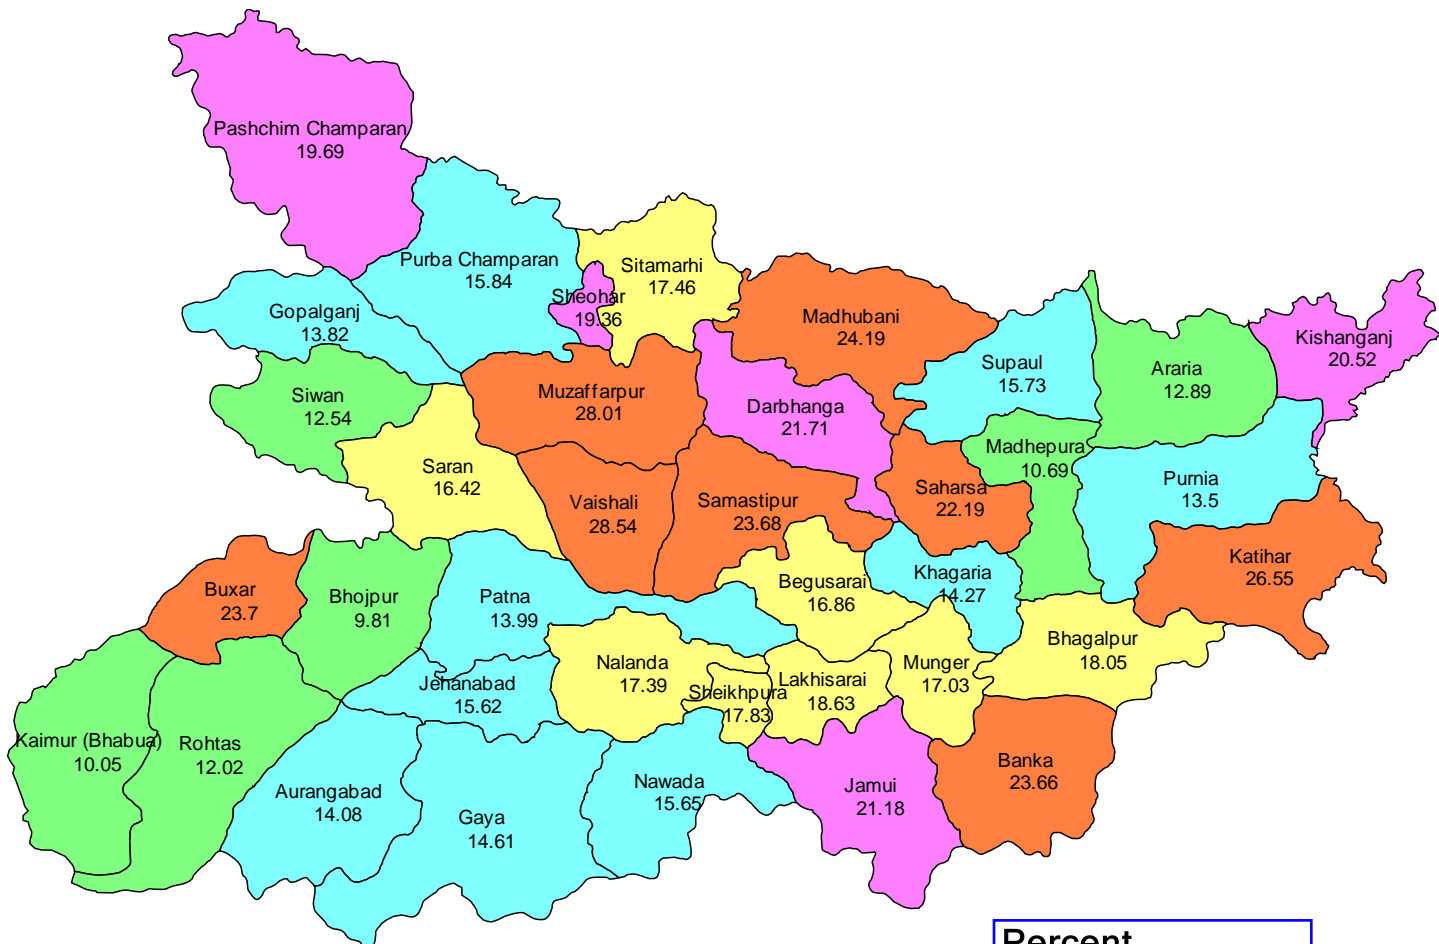 Pashchim Champaran
19.69
Purba Champaran
15.84
Sitamarhi
17.46
Sheohar
19.36
Gopalganj
13.82
Madhubani
24.19
Kishanganj
20.52
Supaul
15.73
Araria
12.89
Siwan
12.54
Muzaffarpur
28.01
Darbhanga
21.71
Madhepura
10.69
Saran
16.42
Vaishali
28.54
Samastipur
23.68
Saharsa
22.19
Purnia
13.5
Katihar
26.55
Buxar
23.7
Bhojpur
9.81
Patna
13.99
Begusarai
16.86
Khagaria
14.27
Bhagalpur
18.05
Jehanabad
15.62
Nalanda
17.39
Sheikhpura
17.83
Lakhisarai
18.63
Munger
17.03
Kaimur (Bhabua)
10.05
Rohtas
12.02
Aurangabad
14.08
Gaya
14.61
Nawada
15.65
Jamui
21.18
Banka
23.66
Percent